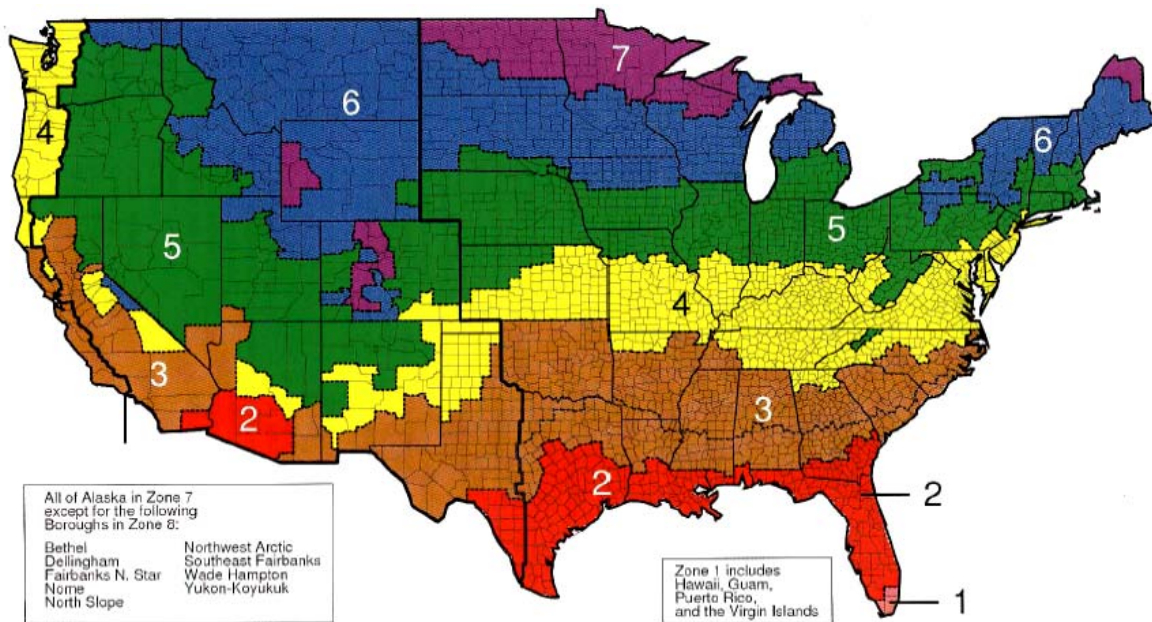 7
6
4
6
5
5
4
3
3
2
2
2
1
All of Alaska in Zone 7
except for the following
Boroughs in Zone 8:
Bethel Northwest Arctic
Dellingham Southeast Fairbanks
Fairbanks N. Star Wade Hampton
Nome Yukon-Koyukuk
North Slope
Zone 1 includes
Hawaii, Guam,
Puerto Rico,
and the Virgin Islands